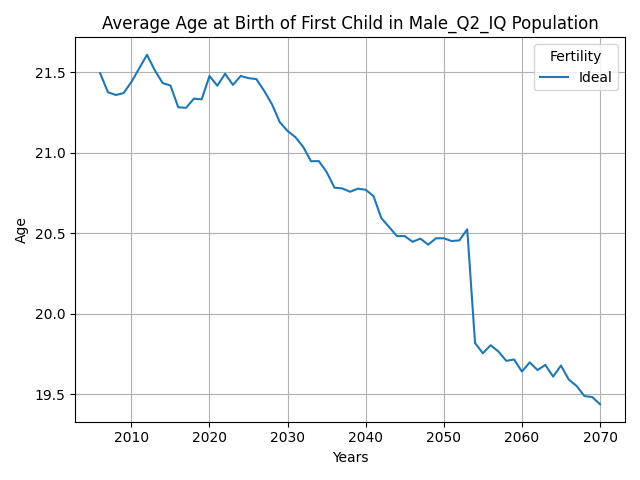 Average Age at Birth of First Child in Male_Q2_IQ Population
Fertility
Ideal
Age
21.5
21.0
20.5
20.0
19.5
2010 2020 2030 2040 2050 2060 2070
Years